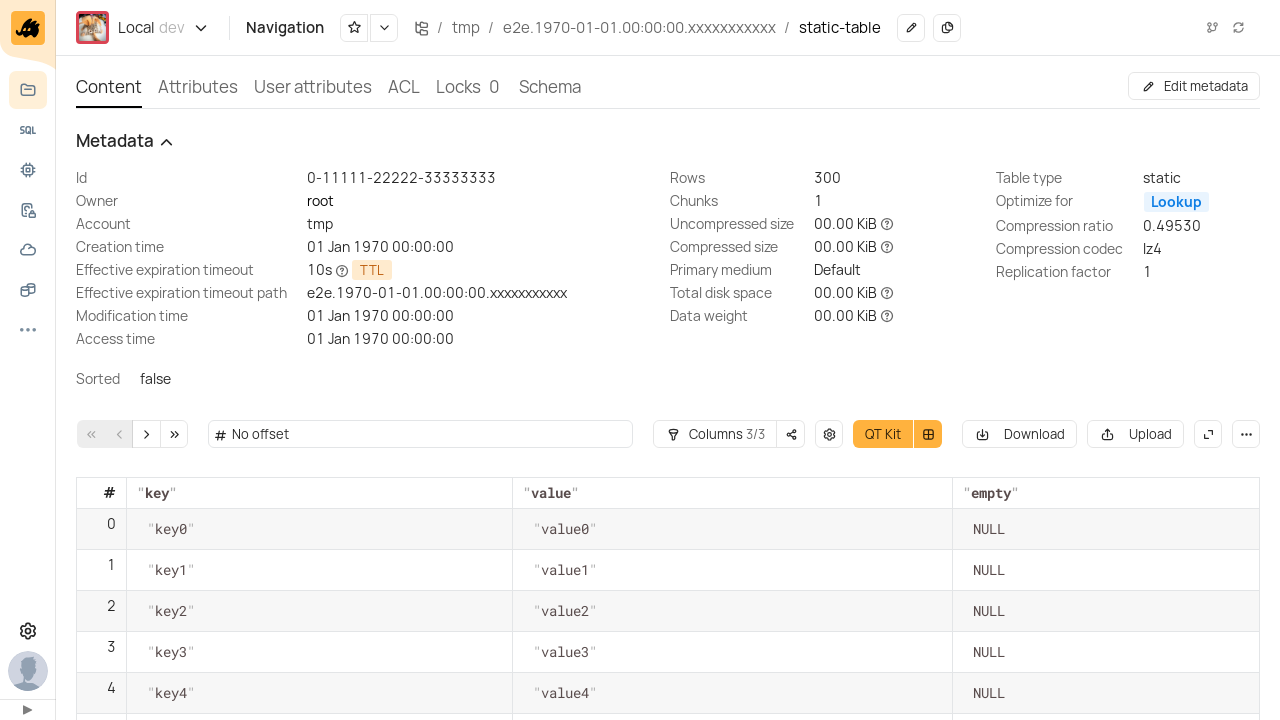 Local dev Navigation / tmp / e2e.1970-01-01.00:00:00.xxxxxxxxxxx / static-table
SQL
Content Attributes User attributes ACL Locks 0 Schema Edit metadata
Metadata
Id 0-11111-22222-33333333 Rows 300 Table type static
Owner root Chunks 1 Optimize for Lookup
Account tmp Uncompressed size 00.00 KiB Compression ratio 0.49530
Creation time 01 Jan 1970 00:00:00 Compressed size 00.00 KiB Compression codec lz4
Effective expiration timeout 10s TTL Primary medium Default Replication factor 1
Effective expiration timeout path e2e.1970-01-01.00:00:00.xxxxxxxxxxx Total disk space 00.00 KiB
Modification time 01 Jan 1970 00:00:00 Data weight 00.00 KiB
Access time 01 Jan 1970 00:00:00
Sorted false
# No offset Columns 3/3 QT Kit Download Upload
# "key" "value" "empty"
0 "key0" "value0" NULL
1 "key1" "value1" NULL
2 "key2" "value2" NULL
3 "key3" "value3" NULL
4 "key4" "value4" NULL